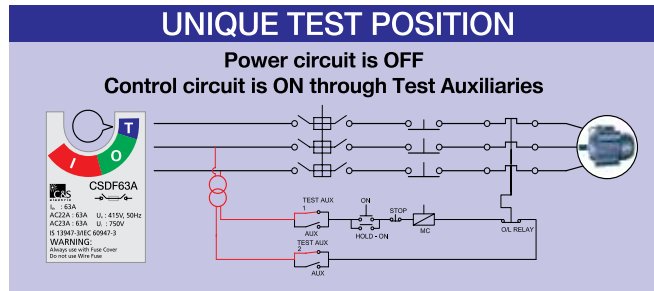 UNIQUE TEST POSITION
Power circuit is OFF
Control circuit is ON through Test Auxiliaries
T
I
O
C&S
electric
CSDF63A
Ith : 63A
AC22A : 63A Ue : 415V, 50Hz
AC23A : 63A Ui : 750V
IS 13947-3/IEC 60947-3
WARNING:
Always use with Fuse Cover
Do not use Wire Fuse
TEST AUX
1
AUX
ON
HOLD - ON
STOP
MC
O/L RELAY
TEST AUX
2
AUX